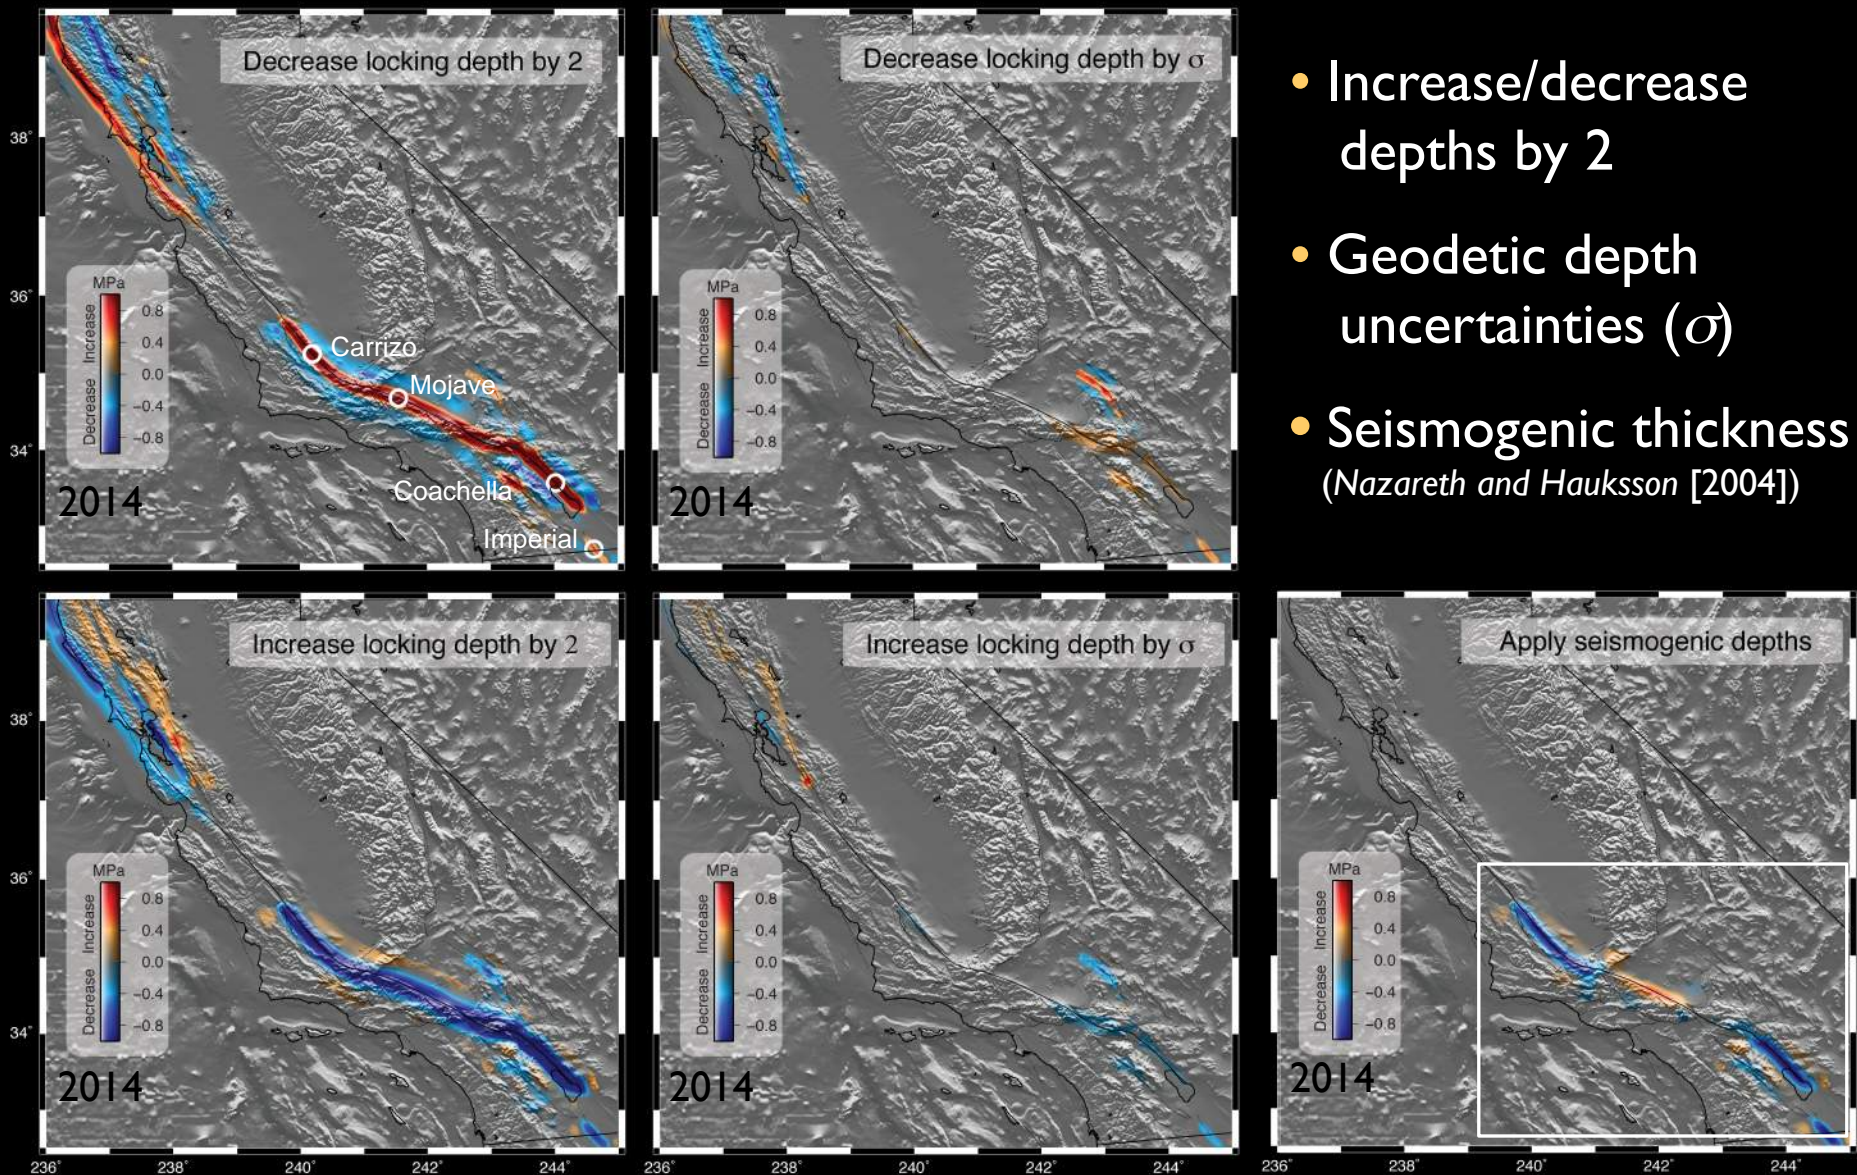 Decrease locking depth by 2
38°
36°
34°
MPa
Increase
Decrease
0.8
0.4
0.0
−0.4
−0.8
Carrizo
Mojave
Coachella
Imperial
2014
Decrease locking depth by σ
MPa
Increase
Decrease
0.8
0.4
0.0
−0.4
−0.8
2014
• Increase/decrease
depths by 2
• Geodetic depth
uncertainties (σ)
• Seismogenic thickness
(Nazareth and Hauksson [2004])
Increase locking depth by 2
38°
36°
34°
MPa
Increase
Decrease
0.8
0.4
0.0
−0.4
−0.8
2014
236° 238° 240° 242° 244°
Increase locking depth by σ
MPa
Increase
Decrease
0.8
0.4
0.0
−0.4
−0.8
2014
236° 238° 240° 242° 244°
Apply seismogenic depths
MPa
Increase
Decrease
0.8
0.4
0.0
−0.4
−0.8
2014
236° 238° 240° 242° 244°